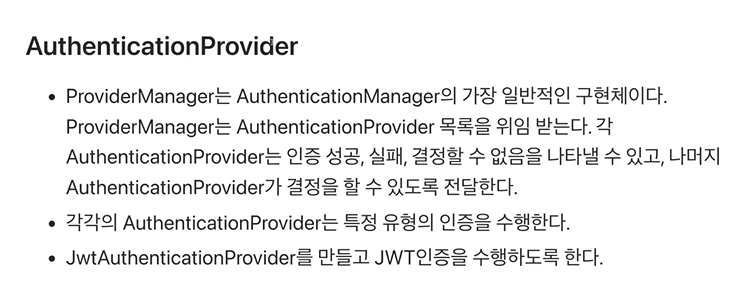 AuthenticationProvider
• ProviderManager는 AuthenticationManager의 가장 일반적인 구현체이다.
ProviderManager는 AuthenticationProvider 목록을 위임 받는다. 각
AuthenticationProvider는 인증 성공, 실패, 결정할 수 없음을 나타낼 수 있고, 나머지
AuthenticationProvider가 결정을 할 수 있도록 전달한다.
• 각각의 AuthenticationProvider는 특정 유형의 인증을 수행한다.
• JwtAuthenticationProvider를 만들고 JWT인증을 수행하도록 한다.